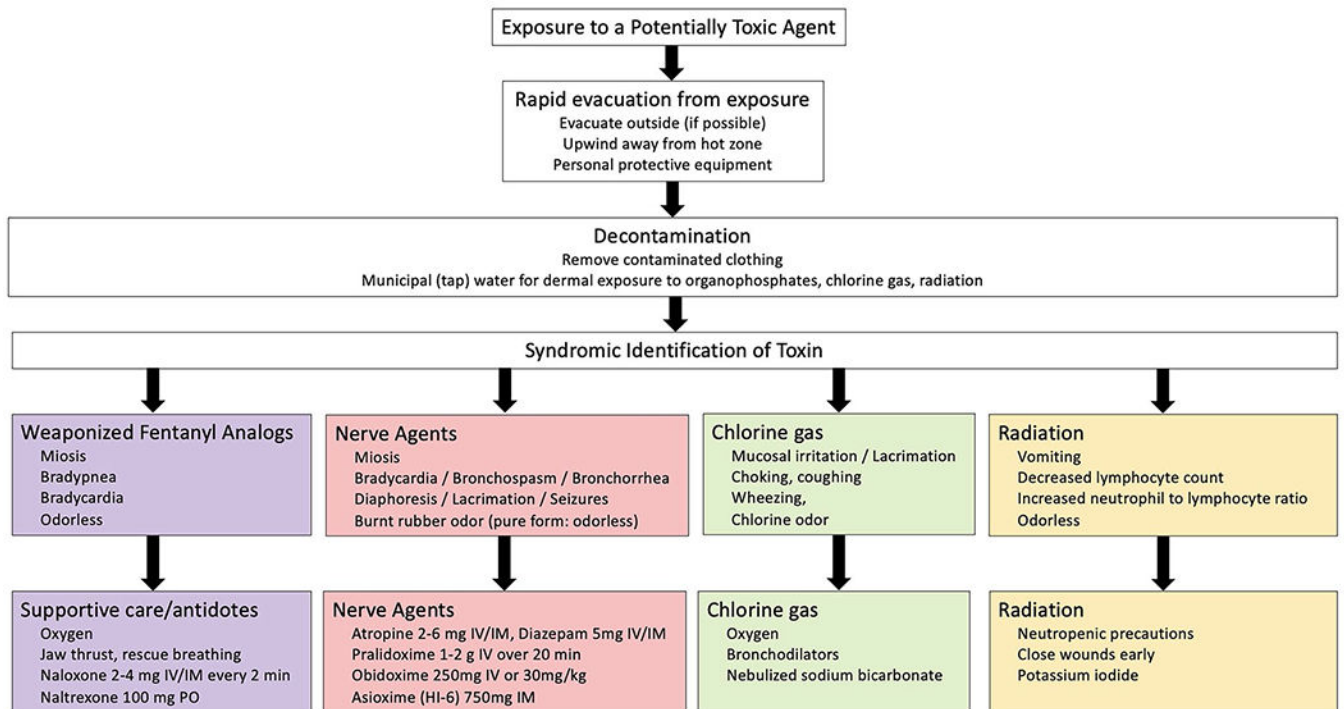 Exposure to a Potentially Toxic Agent
Rapid evacuation from exposure
Evacuate outside (if possible)
Upwind away from hot zone
Personal protective equipment
Decontamination
Remove contaminated clothing
Municipal (tap) water for dermal exposure to organophosphates, chlorine gas, radiation
Syndromic Identification of Toxin
Weaponized Fentanyl Analogs
Miosis
Bradypnea
Bradycardia
Odorless
Nerve Agents
Miosis
Bradycardia / Bronchospasm / Bronchorrhea
Diaphoresis / Lacrimation / Seizures
Burnt rubber odor (pure form: odorless)
Chlorine gas
Mucosal irritation / Lacrimation
Choking, coughing
Wheezing,
Chlorine odor
Radiation
Vomiting
Decreased lymphocyte count
Increased neutrophil to lymphocyte ratio
Odorless
Supportive care/antidotes
Oxygen
Jaw thrust, rescue breathing
Naloxone 2-4 mg IV/IM every 2 min
Naltrexone 100 mg PO
Nerve Agents
Atropine 2-6 mg IV/IM, Diazepam 5mg IV/IM
Pralidoxime 1-2 g IV over 20 min
Obidoxime 250mg IV or 30mg/kg
Asioxime (HI-6) 750mg IM
Chlorine gas
Oxygen
Bronchodilators
Nebulized sodium bicarbonate
Radiation
Neutropenic precautions
Close wounds early
Potassium iodide